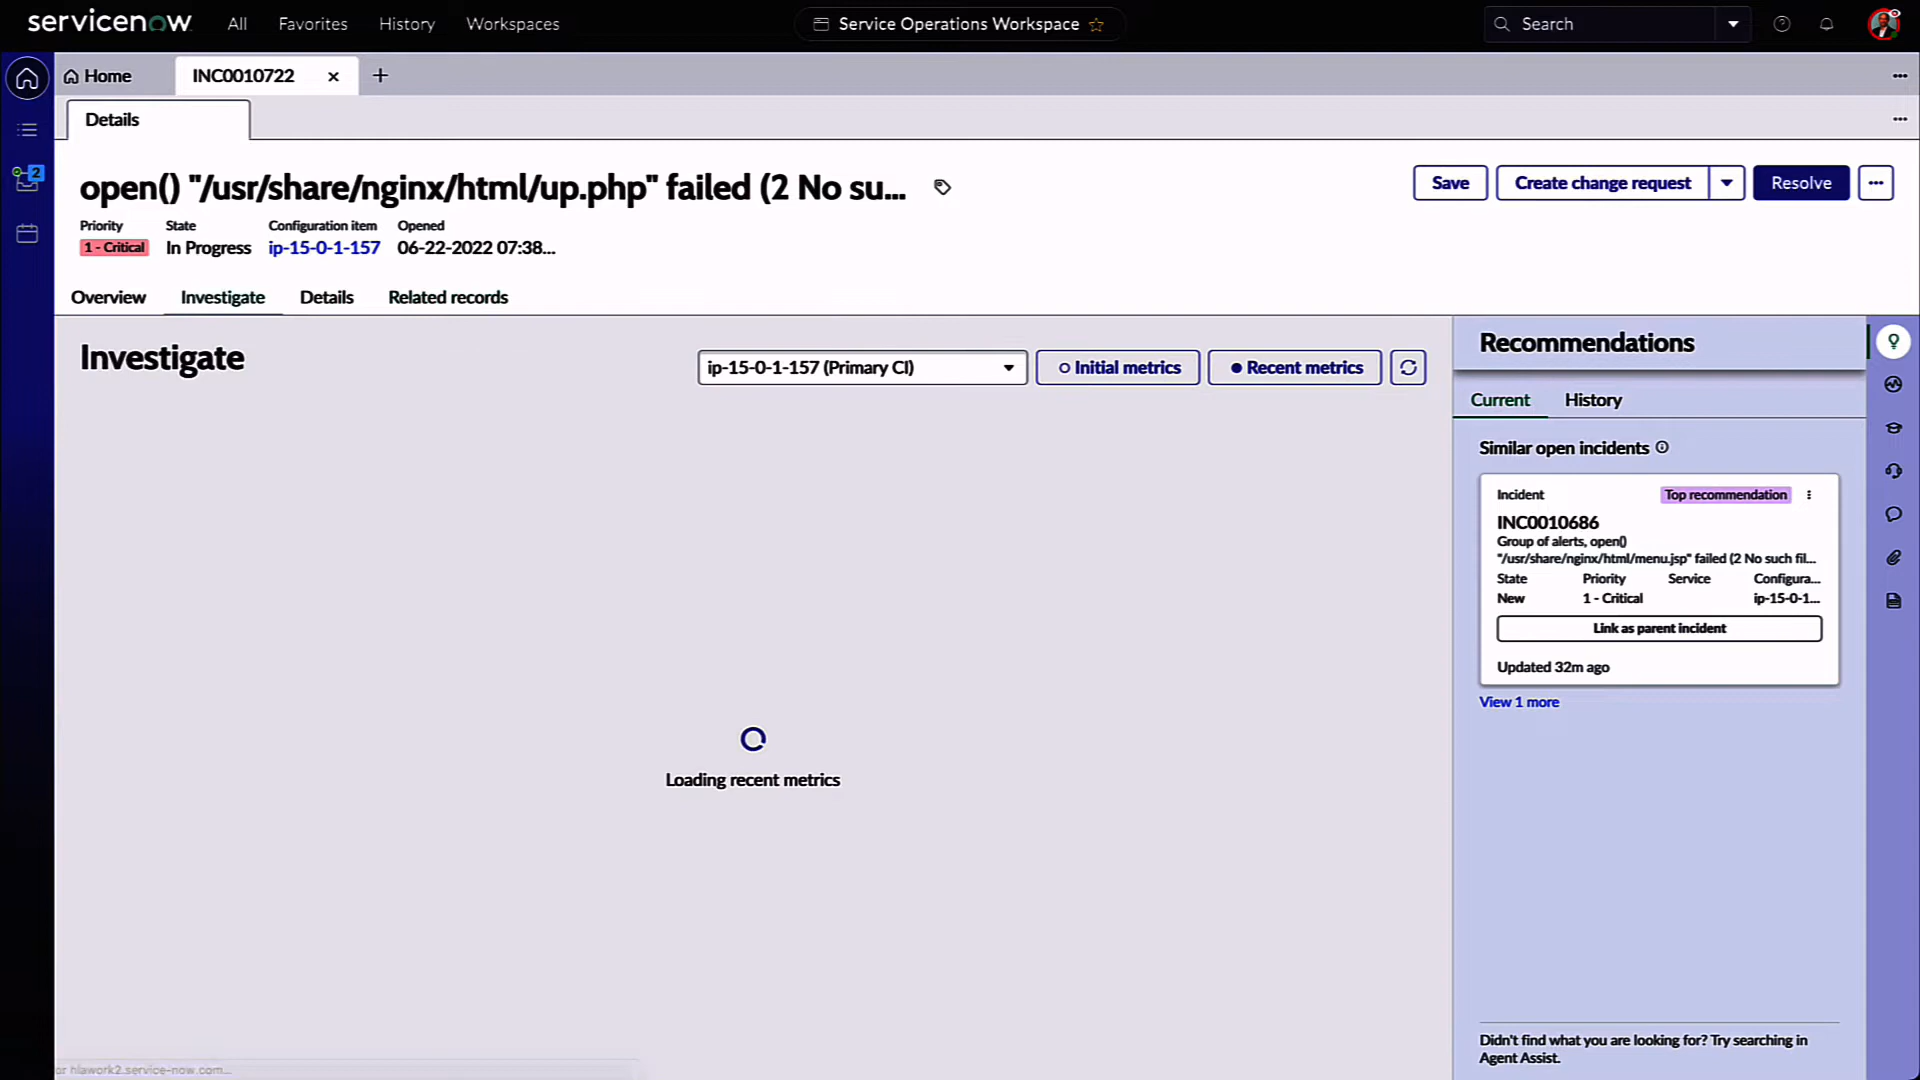 servicenow
All
Favorites
History
Workspaces
Service Operations Workspace
Search
Home
INC0010722
2
Details
open() "/usr/share/nginx/html/up.php" failed (2 No su...
Save
Create change request
Resolve
Priority
State
Configuration item
Opened
1 - Critical
In Progress
ip-15-0-1-157
06-22-2022 07:38...
Overview
Investigate
Details
Related records
Investigate
ip-15-0-1-157 (Primary CI)
Initial metrics
Recent metrics
Loading recent metrics
Recommendations
Current
History
Similar open incidents
Incident
Top recommendation
INC0010686
Group of alerts, open()
"/usr/share/nginx/html/menu.jsp" failed (2 No such fil...
State
Priority
Service
Configura...
New
1 - Critical
ip-15-0-1...
Link as parent incident
Updated 32m ago
View 1 more
Didn't find what you are looking for? Try searching in
Agent Assist.
or hlawork2.service-now.com...